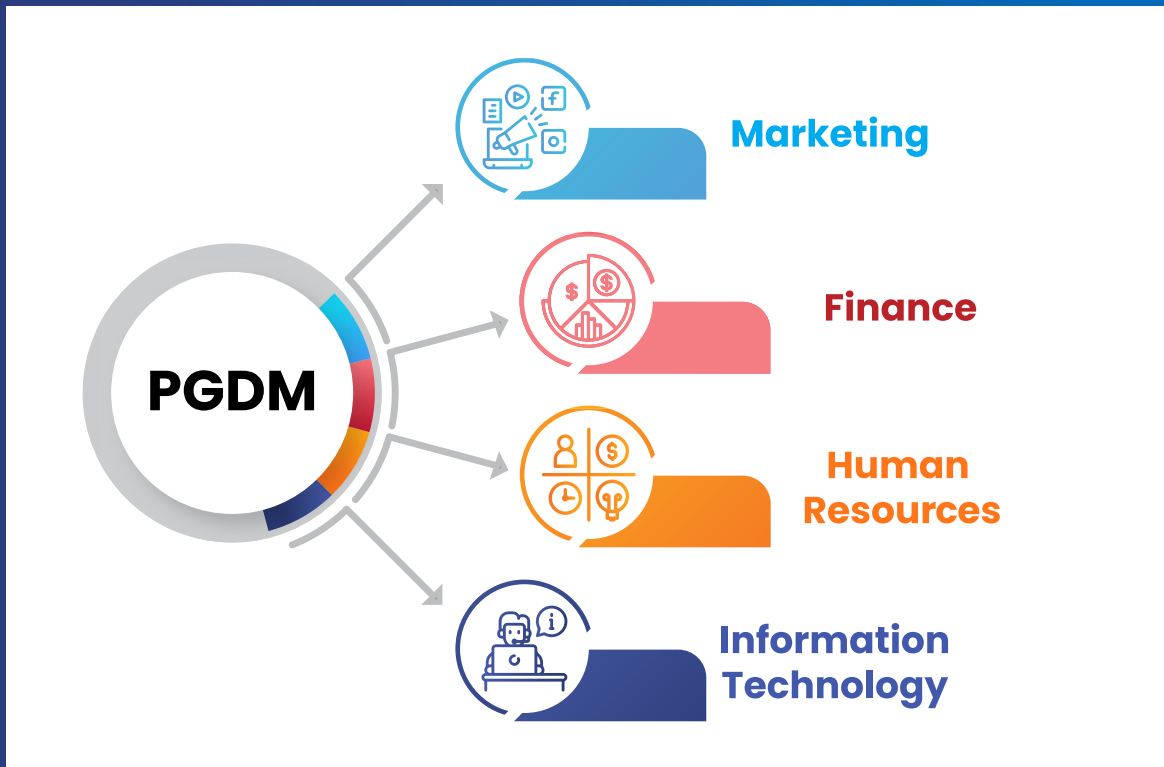 PGDM
Marketing
Finance
Human
Resources
Information
Technology